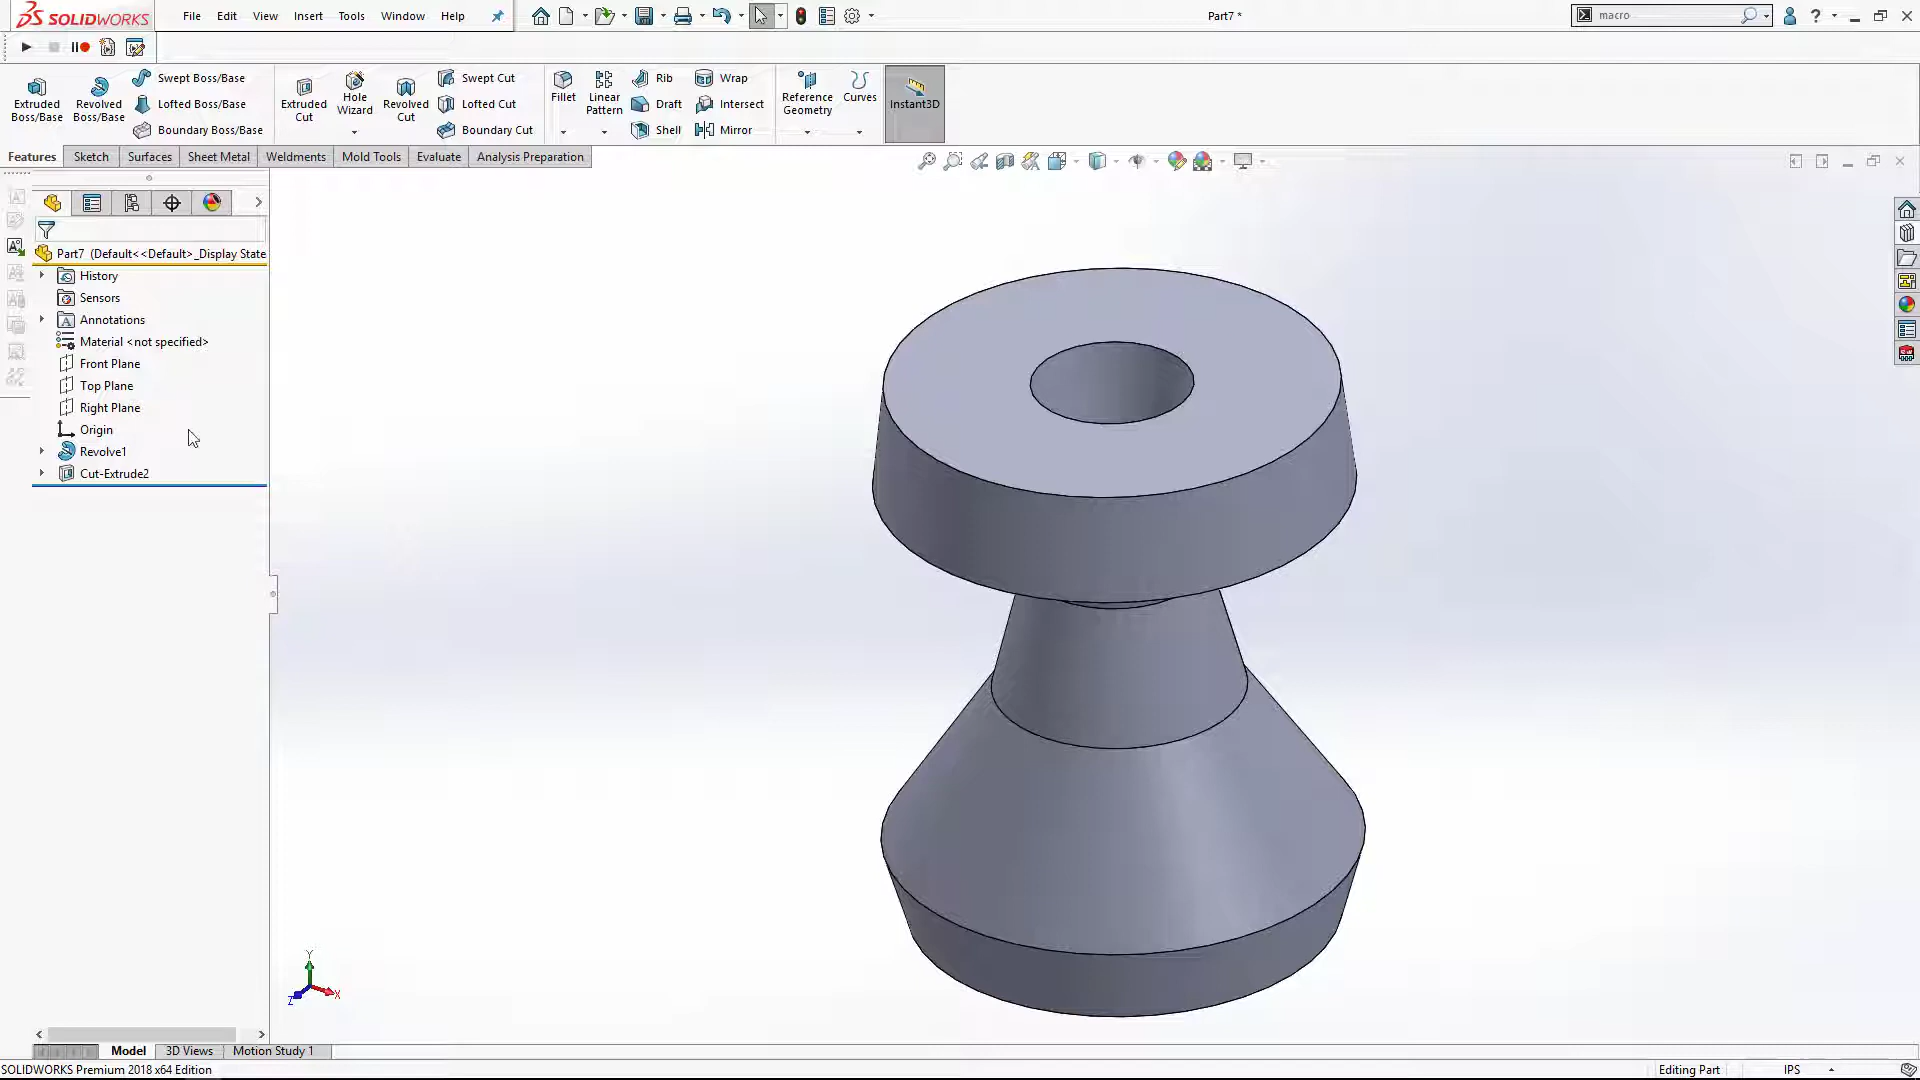 SOLIDWORKS File Edit View Insert Tools Window Help Part7 * macro ?
Extruded Boss/Base
Revolved Boss/Base
Swept Boss/Base
Lofted Boss/Base
Boundary Boss/Base
Extruded Cut
Hole Wizard
Revolved Cut
Swept Cut
Lofted Cut
Boundary Cut
Fillet
Linear Pattern
Rib
Draft
Shell
Wrap
Intersect
Mirror
Reference Geometry
Curves
Instant3D
Features Sketch Surfaces Sheet Metal Weldments Mold Tools Evaluate Analysis Preparation
Part7 (Default<<Default>_Display State
History
Sensors
Annotations
Material <not specified>
Front Plane
Top Plane
Right Plane
Origin
Revolve1
Cut-Extrude2
Y
Z X
Model 3D Views Motion Study 1
SOLIDWORKS Premium 2018 x64 Edition Editing Part IPS